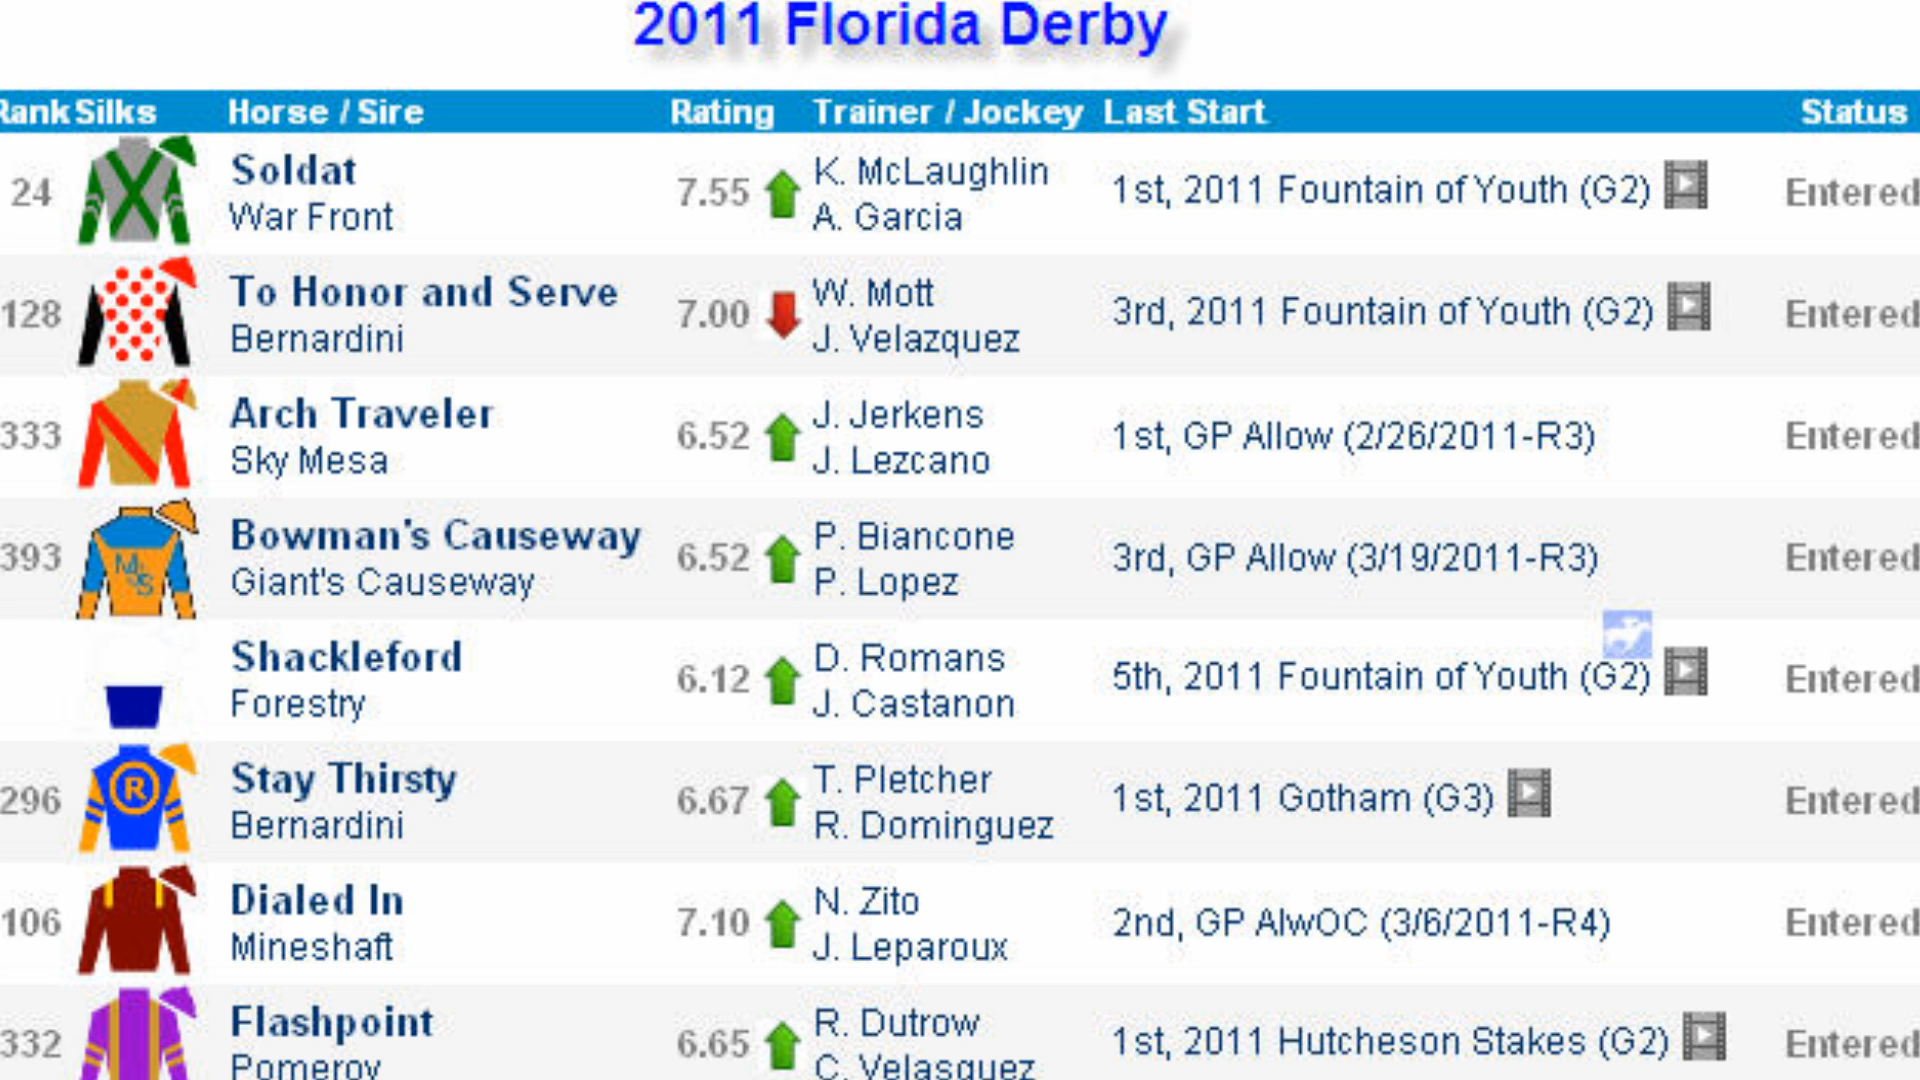 2011 Florida Derby
Rank Silks Horse / Sire Rating Trainer / Jockey Last Start Status
24 Soldat 7.55 K. McLaughlin 1st, 2011 Fountain of Youth (G2) Entered
War Front A. Garcia
128 To Honor and Serve 7.00 W. Mott 3rd, 2011 Fountain of Youth (G2) Entered
Bernardini J. Velazquez
333 Arch Traveler 6.52 J. Jerkens 1st, GP Allow (2/26/2011-R3) Entered
Sky Mesa J. Lezcano
393 Bowman's Causeway 6.52 P. Biancone 3rd, GP Allow (3/19/2011-R3) Entered
Giant's Causeway P. Lopez
Shackleford 6.12 D. Romans 5th, 2011 Fountain of Youth (G2) Entered
Forestry J. Castanon
296 R Stay Thirsty 6.67 T. Pletcher 1st, 2011 Gotham (G3) Entered
Bernardini R. Dominguez
106 Dialed In 7.10 N. Zito 2nd, GP AlwOC (3/6/2011-R4) Entered
Mineshaft J. Leparoux
332 Flashpoint 6.65 R. Dutrow 1st, 2011 Hutcheson Stakes (G2) Entered
Pomeroy C. Velasquez